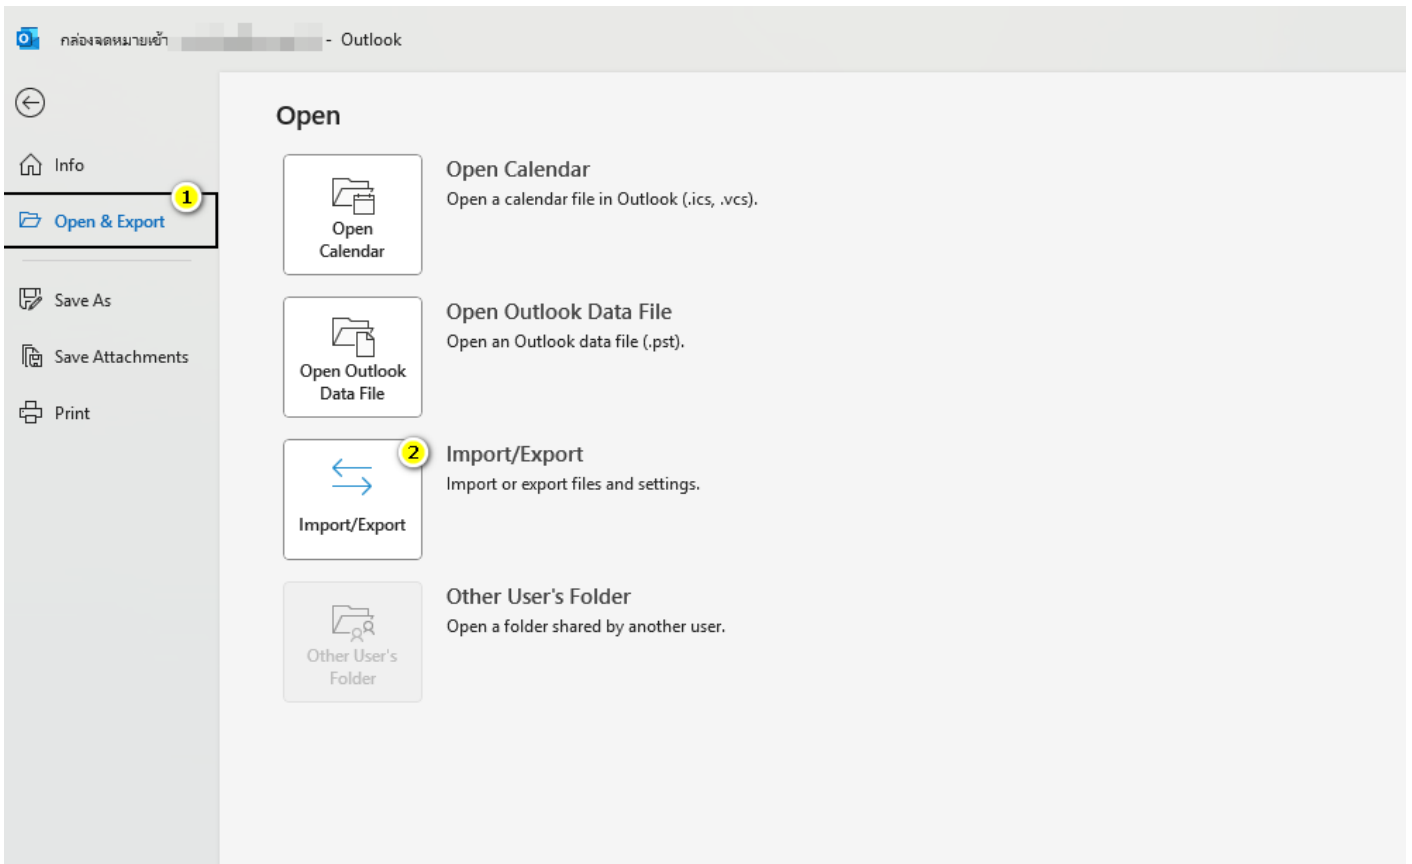 กล่องจดหมายเข้า - Outlook
Open
Info
1
Open & Export
Save As
Save Attachments
Print
Open
Calendar
Open Calendar
Open a calendar file in Outlook (.ics, .vcs).
Open Outlook
Data File
Open Outlook Data File
Open an Outlook data file (.pst).
2
Import/Export
Import/Export
Import or export files and settings.
Other User's
Folder
Other User's Folder
Open a folder shared by another user.